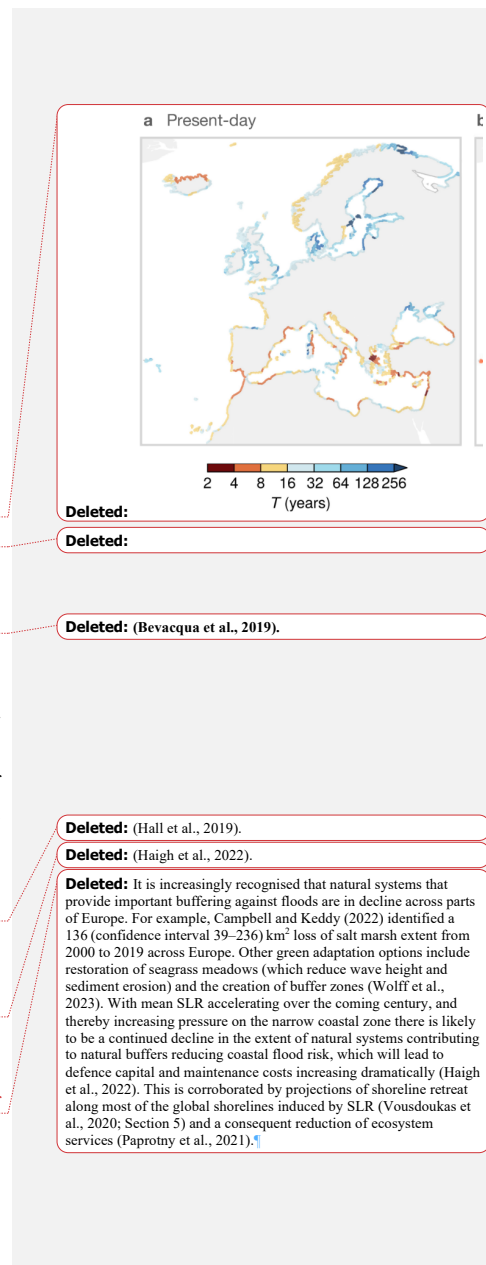 a Present-day
b
2 4 8 16 32 64 128 256
T (years)
Deleted:
Deleted:
Deleted: (Bevacqua et al., 2019).
Deleted: (Hall et al., 2019).
Deleted: (Haigh et al., 2022).
Deleted: It is increasingly recognised that natural systems that
provide important buffering against floods are in decline across parts
of Europe. For example, Campbell and Keddy (2022) identified a
136 (confidence interval 39–236) km² loss of salt marsh extent from
2000 to 2019 across Europe. Other green adaptation options include
restoration of seagrass meadows (which reduce wave height and
sediment erosion) and the creation of buffer zones (Wolff et al.,
2023). With mean SLR accelerating over the coming century, and
thereby increasing pressure on the narrow coastal zone there is likely
to be a continued decline in the extent of natural systems contributing
to natural buffers reducing coastal flood risk, which will lead to
defence capital and maintenance costs increasing dramatically (Haigh
et al., 2022). This is corroborated by projections of shoreline retreat
along most of the global shorelines induced by SLR (Vousdoukas et
al., 2020; Section 5) and a consequent reduction of ecosystem
services (Paprotny et al., 2021).¶